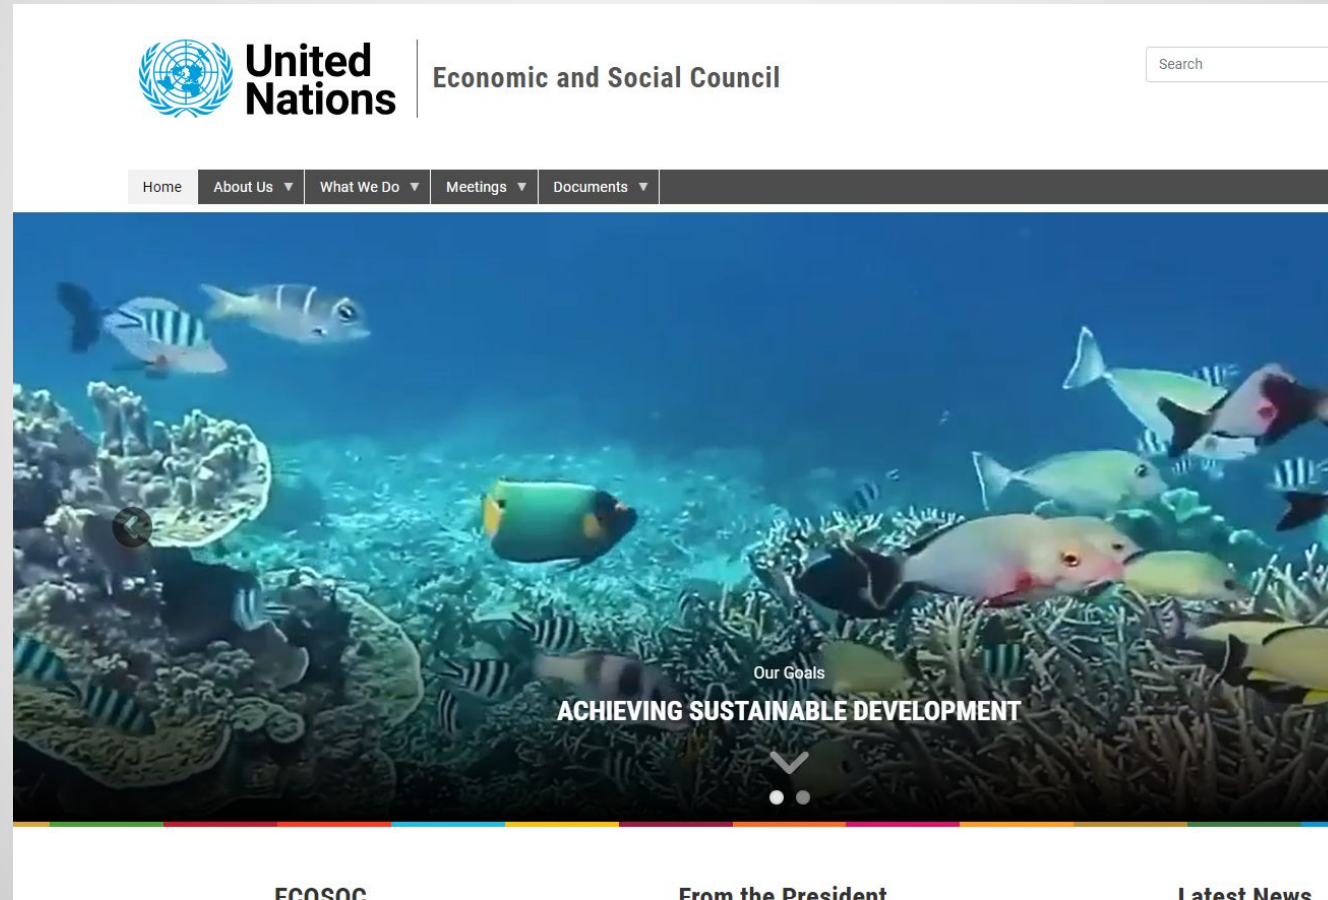 United
Nations
Economic and Social Council
Search
Home About Us What We Do Meetings Documents
Our Goals
ACHIEVING SUSTAINABLE DEVELOPMENT
ECOSOC
From the President
Latest News